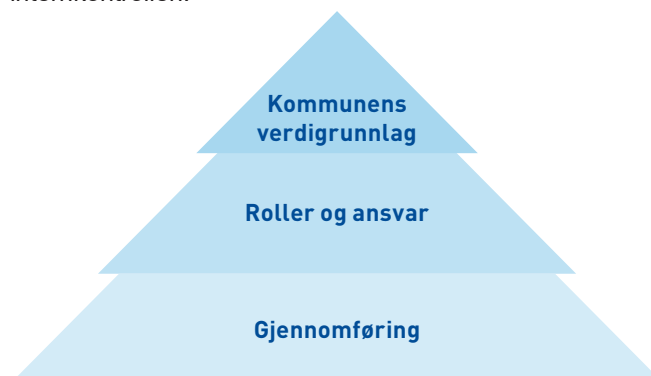 Kommunens
verdigrunnlag
Roller og ansvar
Gjennomføring